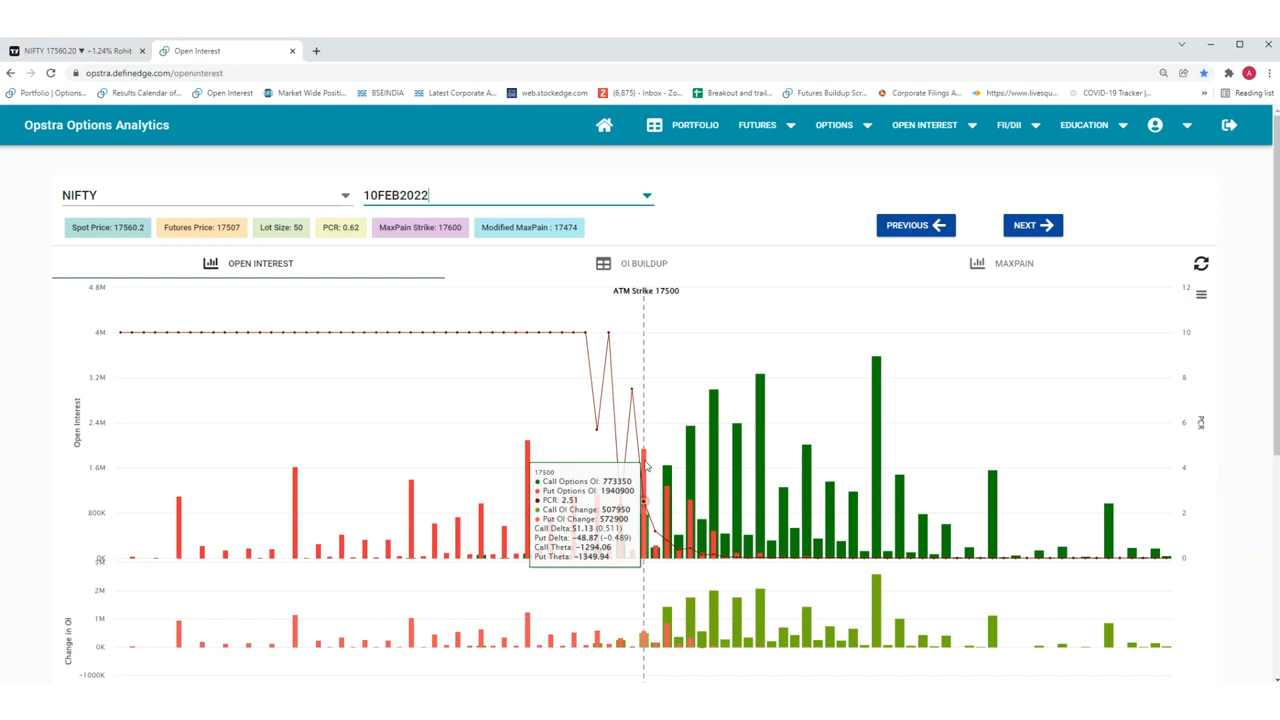 NIFTY 17560.20 ▼ −1.24% Rohit
Open Interest
opstra.definedge.com/openinterest
Portfolio | Options...
Results Calendar of...
Open Interest
Market Wide Positi...
BSEINDIA
Latest Corporate A...
web.stockedge.com
(6,875) - Inbox - Zo...
Breakout and trail...
Futures Buildup Scr...
Corporate Filings A...
https://www.livesqu...
COVID-19 Tracker |...
»
Reading list
Opstra Options Analytics
PORTFOLIO
FUTURES
OPTIONS
OPEN INTEREST
FII/DII
EDUCATION
NIFTY
10FEB2022
Spot Price: 17560.2
Futures Price: 17507
Lot Size: 50
PCR: 0.62
MaxPain Strike: 17600
Modified MaxPain : 17474
PREVIOUS
NEXT
OPEN INTEREST
OI BUILDUP
MAXPAIN
ATM Strike 17500
4.8M
4M
3.2M
2.4M
1.6M
800K
0K
Open Interest
12
10
8
6
4
2
0
PCR
17500
Call Options OI: 773350
Put Options OI: 1940900
PCR: 2.51
Call OI Change: 507950
Put OI Change: 572900
Call Delta: 51.13 (0.511)
Put Delta: −48.87 (−0.489)
Call Theta: −1294.06
Put Theta: −1349.94
3M
2M
1M
0K
−1000K
Change in OI